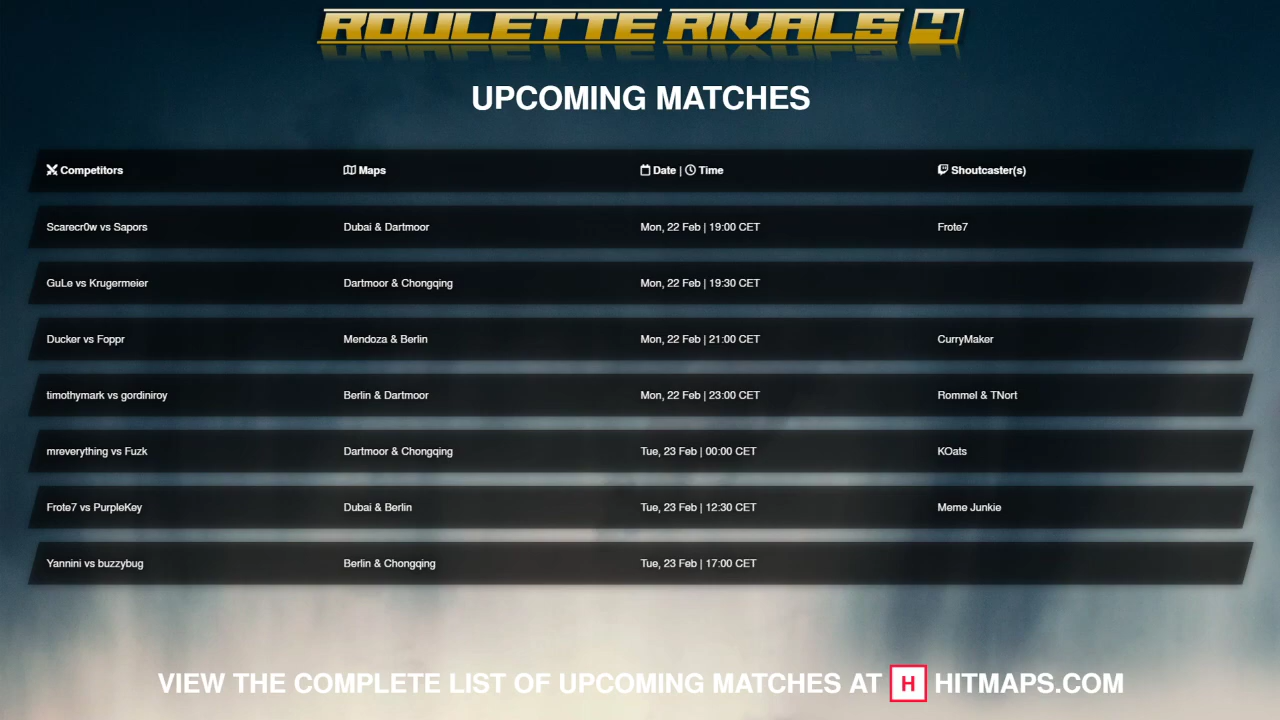 ROULETTE RIVALS 4
UPCOMING MATCHES
Competitors Maps Date | Time Shoutcaster(s)
Scarecr0w vs Sapors Dubai & Dartmoor Mon, 22 Feb | 19:00 CET Frote7
GuLe vs Krugermeier Dartmoor & Chongqing Mon, 22 Feb | 19:30 CET
Ducker vs Foppr Mendoza & Berlin Mon, 22 Feb | 21:00 CET CurryMaker
timothymark vs gordiniroy Berlin & Dartmoor Mon, 22 Feb | 23:00 CET Rommel & TNort
mreverything vs Fuzk Dartmoor & Chongqing Tue, 23 Feb | 00:00 CET KOats
Frote7 vs PurpleKey Dubai & Berlin Tue, 23 Feb | 12:30 CET Meme Junkie
Yannini vs buzzybug Berlin & Chongqing Tue, 23 Feb | 17:00 CET
VIEW THE COMPLETE LIST OF UPCOMING MATCHES AT H HITMAPS.COM